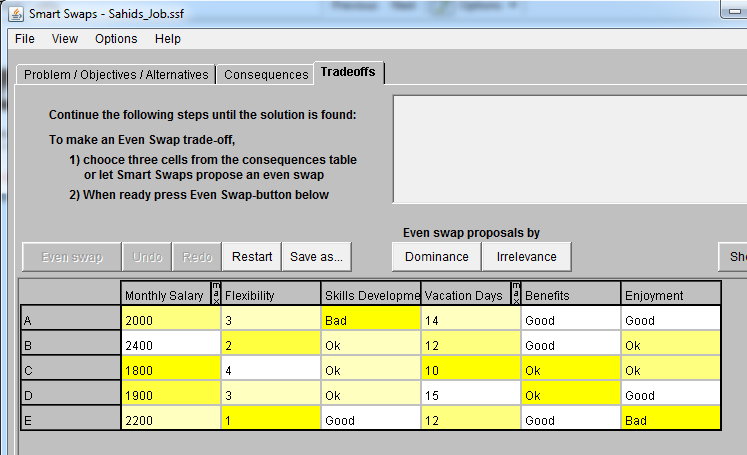 Smart Swaps - Sahids_Job.ssf
File View Options Help
Problem / Objectives / Alternatives Consequences Tradeoffs
Continue the following steps until the solution is found:
To make an Even Swap trade-off,
1) chooce three cells from the consequences table
or let Smart Swaps propose an even swap
2) When ready press Even Swap-button below
Even swap proposals by
Even swap Undo Redo Restart Save as... Dominance Irrelevance
Monthly Salary max Flexibility Skills Developme Vacation Days max Benefits Enjoyment
A 2000 3 Bad 14 Good Good
B 2400 2 Ok 12 Good Ok
C 1800 4 Ok 10 Ok Ok
D 1900 3 Ok 15 Ok Good
E 2200 1 Good 12 Good Bad